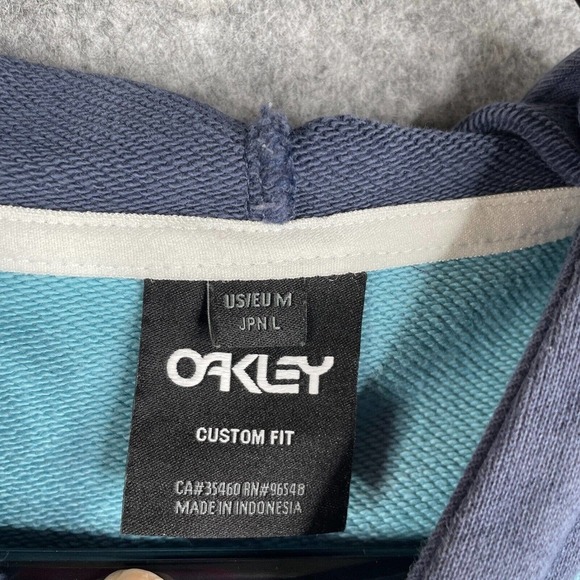 US/EU M
JPN L
OAKLEY
CUSTOM FIT
CA#35460 RN#96548
MADE IN INDONESIA